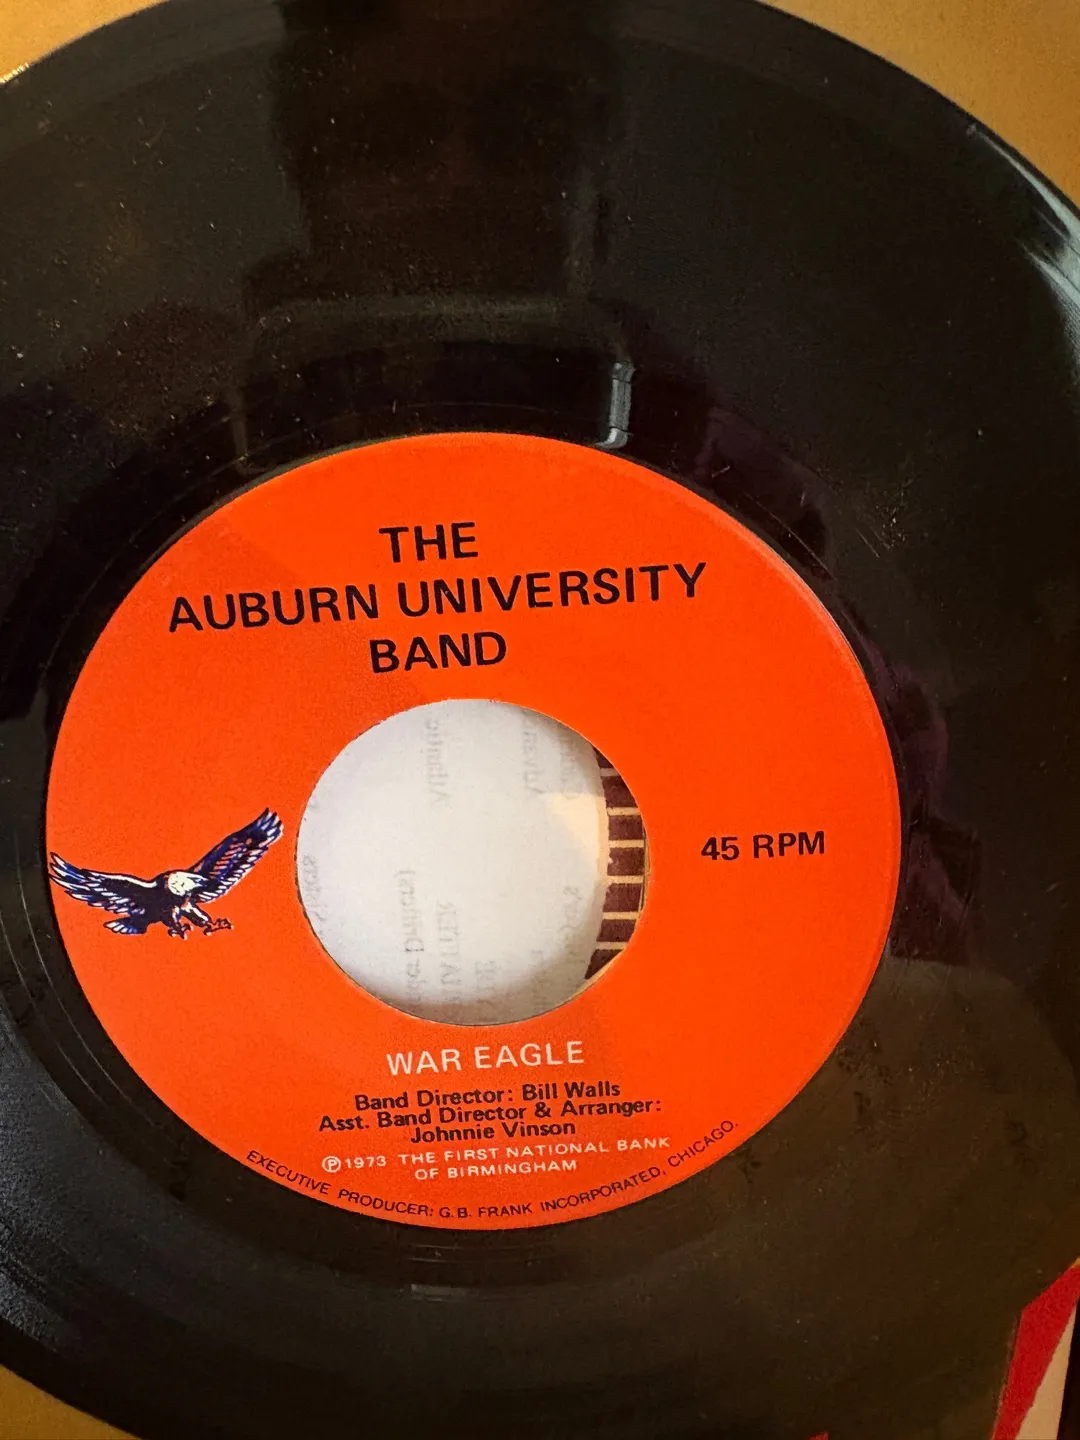 THE
AUBURN UNIVERSITY
BAND
45 RPM
WAR EAGLE
Band Director: Bill Walls
Asst. Band Director & Arranger:
Johnnie Vinson
℗1973 THE FIRST NATIONAL BANK
OF BIRMINGHAM
EXECUTIVE PRODUCER: G.B. FRANK INCORPORATED, CHICAGO.
Atlantic